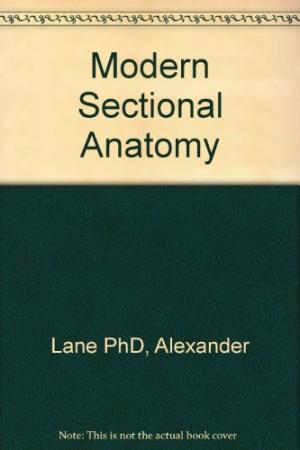 Modern
Sectional
Anatomy
Lane PhD, Alexander
Note: This is not the actual book cover